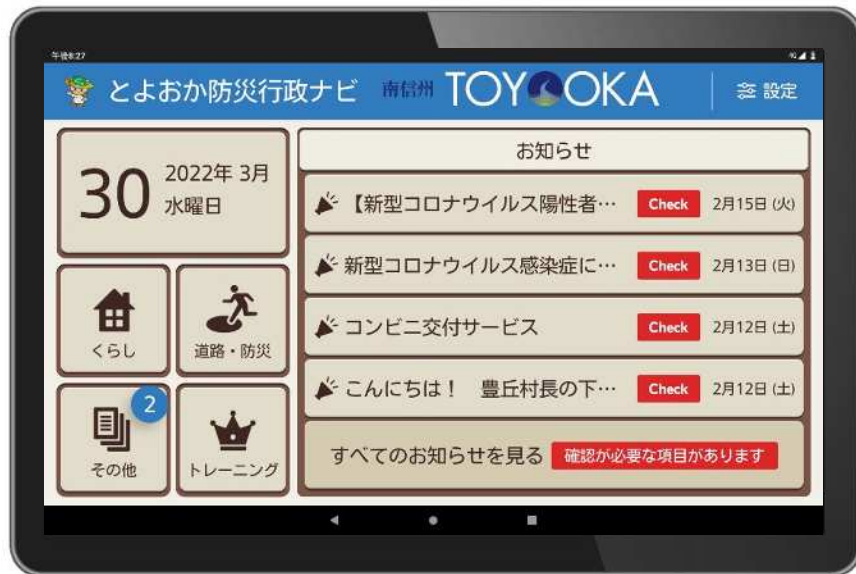 午後8:27
4G
とよおか防災行政ナビ 南信州 TOYOOKA 設定
30
2022年 3月
水曜日
くらし
道路・防災
その他
2
トレーニング
お知らせ
【新型コロナウイルス陽性者… Check 2月15日 (火)
新型コロナウイルス感染症に… Check 2月13日 (日)
コンビニ交付サービス Check 2月12日 (土)
こんにちは！ 豊丘村長の下… Check 2月12日 (土)
すべてのお知らせを見る 確認が必要な項目があります